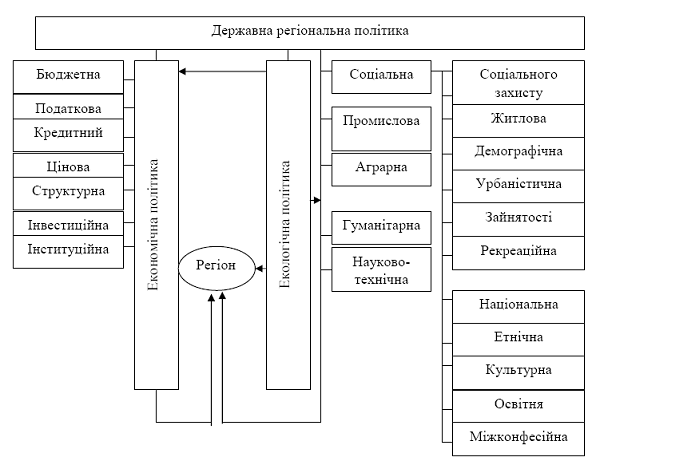 Державна регіональна політика
Бюджетна
Податкова
Кредитний
Цінова
Структурна
Інвестиційна
Інституційна
Економічна політика
Регіон
Екологічна політика
Соціальна
Промислова
Аграрна
Гуманітарна
Науково-
технічна
Соціального
захисту
Житлова
Демографічна
Урбаністична
Зайнятості
Рекреаційна
Національна
Етнічна
Культурна
Освітня
Міжконфесійна